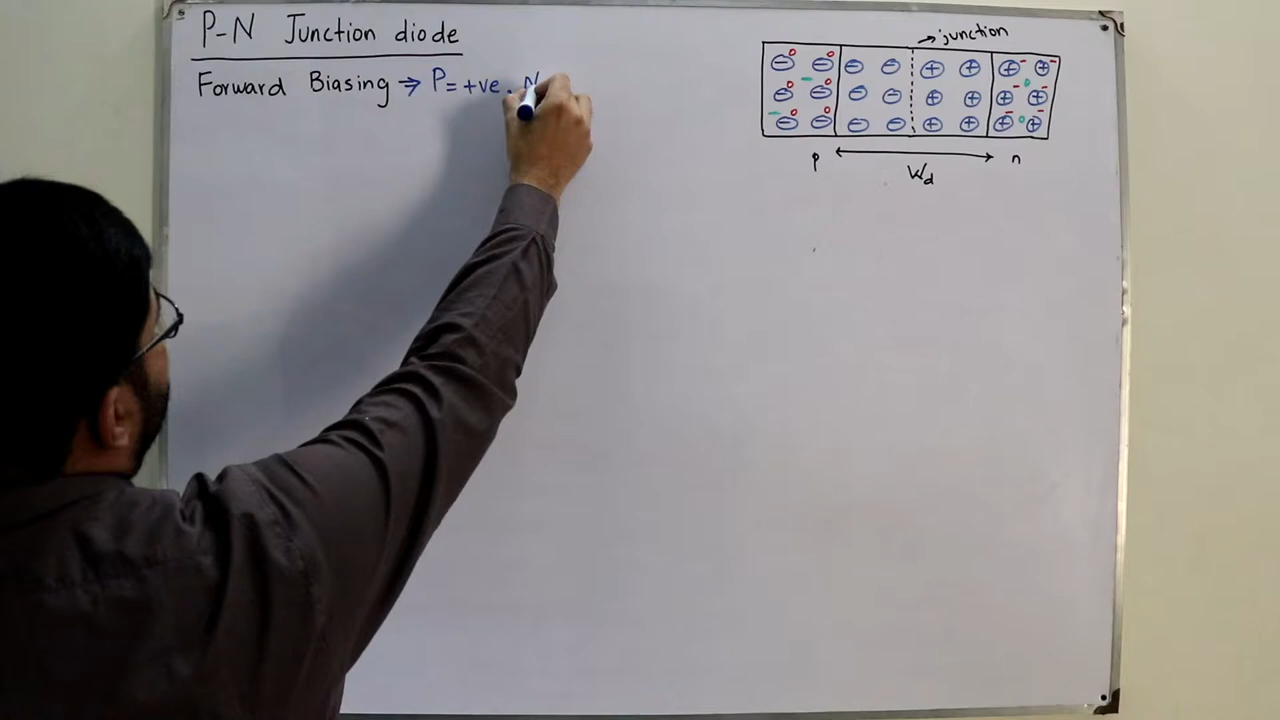 P-N Junction diode
Forward Biasing → P = +ve, N
→ junction
p
n
Wd